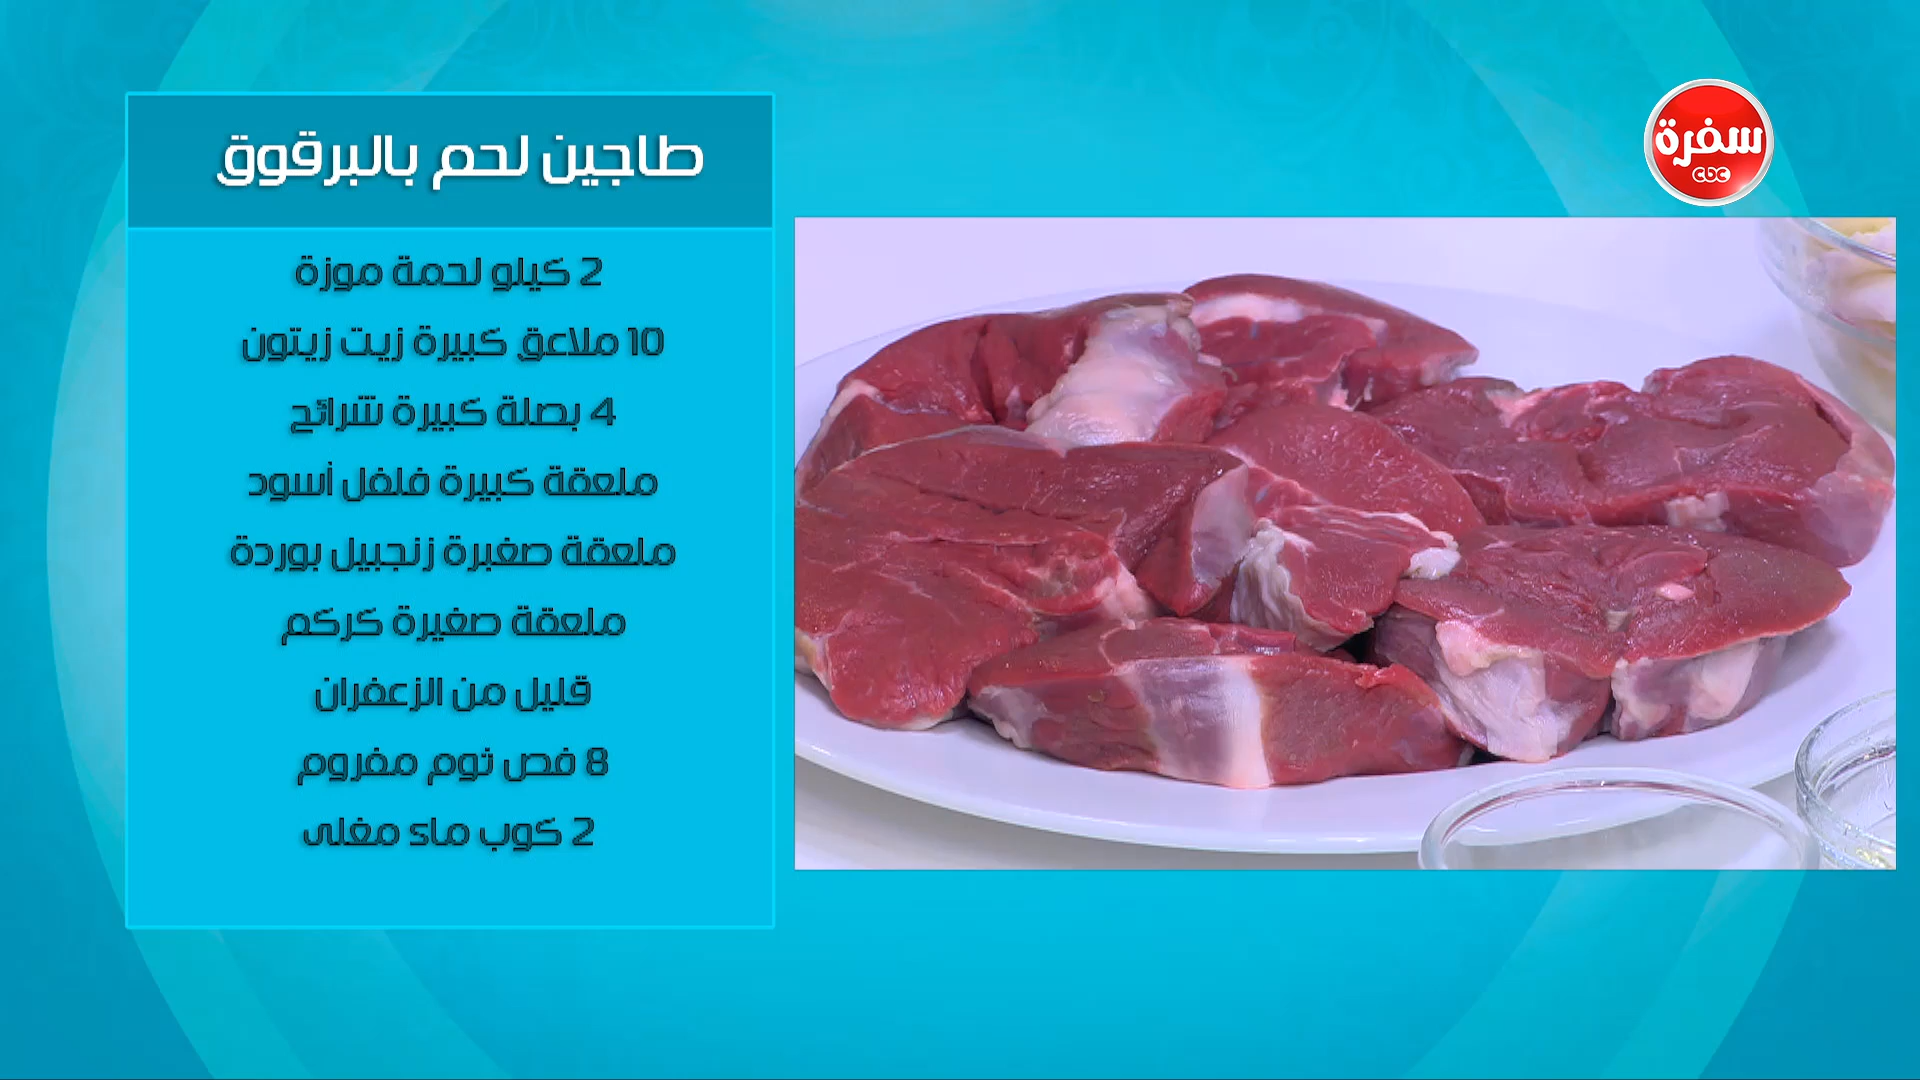 طاجين لحم بالبرقوق
2 كيلو لحمة موزة
10 ملاعق كبيرة زيت زيتون
4 بصلة كبيرة شرائح
ملعقة كبيرة فلفل أسود
ملعقة صغيرة زنجبيل بوردة
ملعقة صغيرة كركم
قليل من الزعفران
8 فص ثوم مفروم
2 كوب ماء مغلى
سفرة
cbc